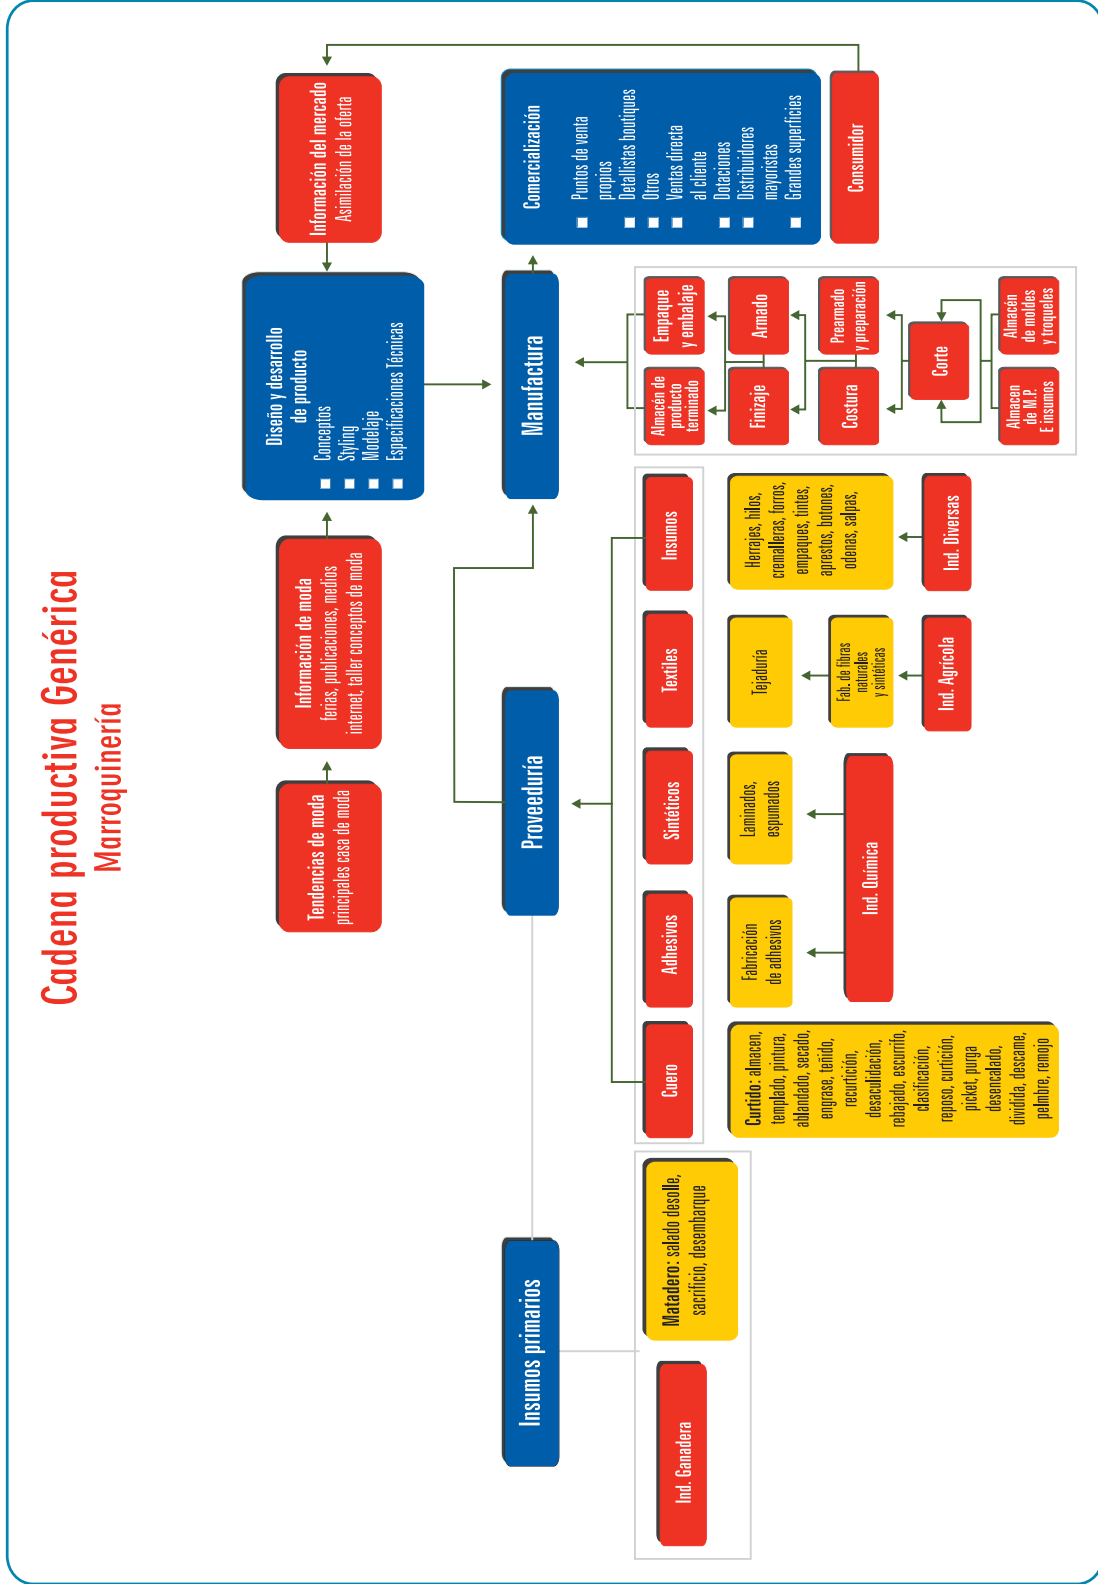 Cadena productiva Genérica
Marroquinería
Tendencias de moda
principales casa de moda
Información de moda
ferias, publicaciones, medios
internet, taller conceptos de moda
Diseño y desarrollo
de producto
Conceptos
Styling
Modelaje
Especificaciones Técnicas
Información del mercado
Asimilación de la oferta
Insumos primarios
Proveeduría
Manufactura
Comercialización
Puntos de venta
propios
Detallistas boutiques
Otros
Ventas directa
al cliente
Dotaciones
Distribuidores
mayoristas
Grandes superficies
Consumidor
Ind. Ganadera
Matadero: salado desolle,
sacrificio, desembarque
Cuero
Adhesivos
Sintéticos
Textiles
Insumos
Curtido: almacen,
templado, pintura,
ablandado, secado,
engrase, teñido,
recurtición,
desaculidación,
rebajado, escurrifo,
clasificación,
reposo, curtición,
picket, purga
desencalado,
dividida, descame,
pelmbre, remojo
Fabricación
de adhesivos
Laminados,
espumados
Ind. Química
Tejaduría
Fab. de fibras
naturales
y sintéticas
Ind. Agrícola
Herrajes, hilos,
cremalleras, forros,
empaques, tintes,
aprestos, botones,
odenas, salpas,
Ind. Diversas
Almacén de
producto
terminado
Empaque
y embalaje
Finizaje
Armado
Costura
Prearmado
y preparación
Corte
Almacen
de M.P.
E insumos
Almacén
de moldes
y troqueles